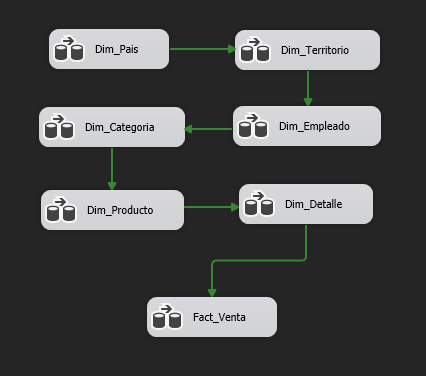 Dim_Pais
Dim_Territorio
Dim_Categoria
Dim_Empleado
Dim_Producto
Dim_Detalle
Fact_Venta